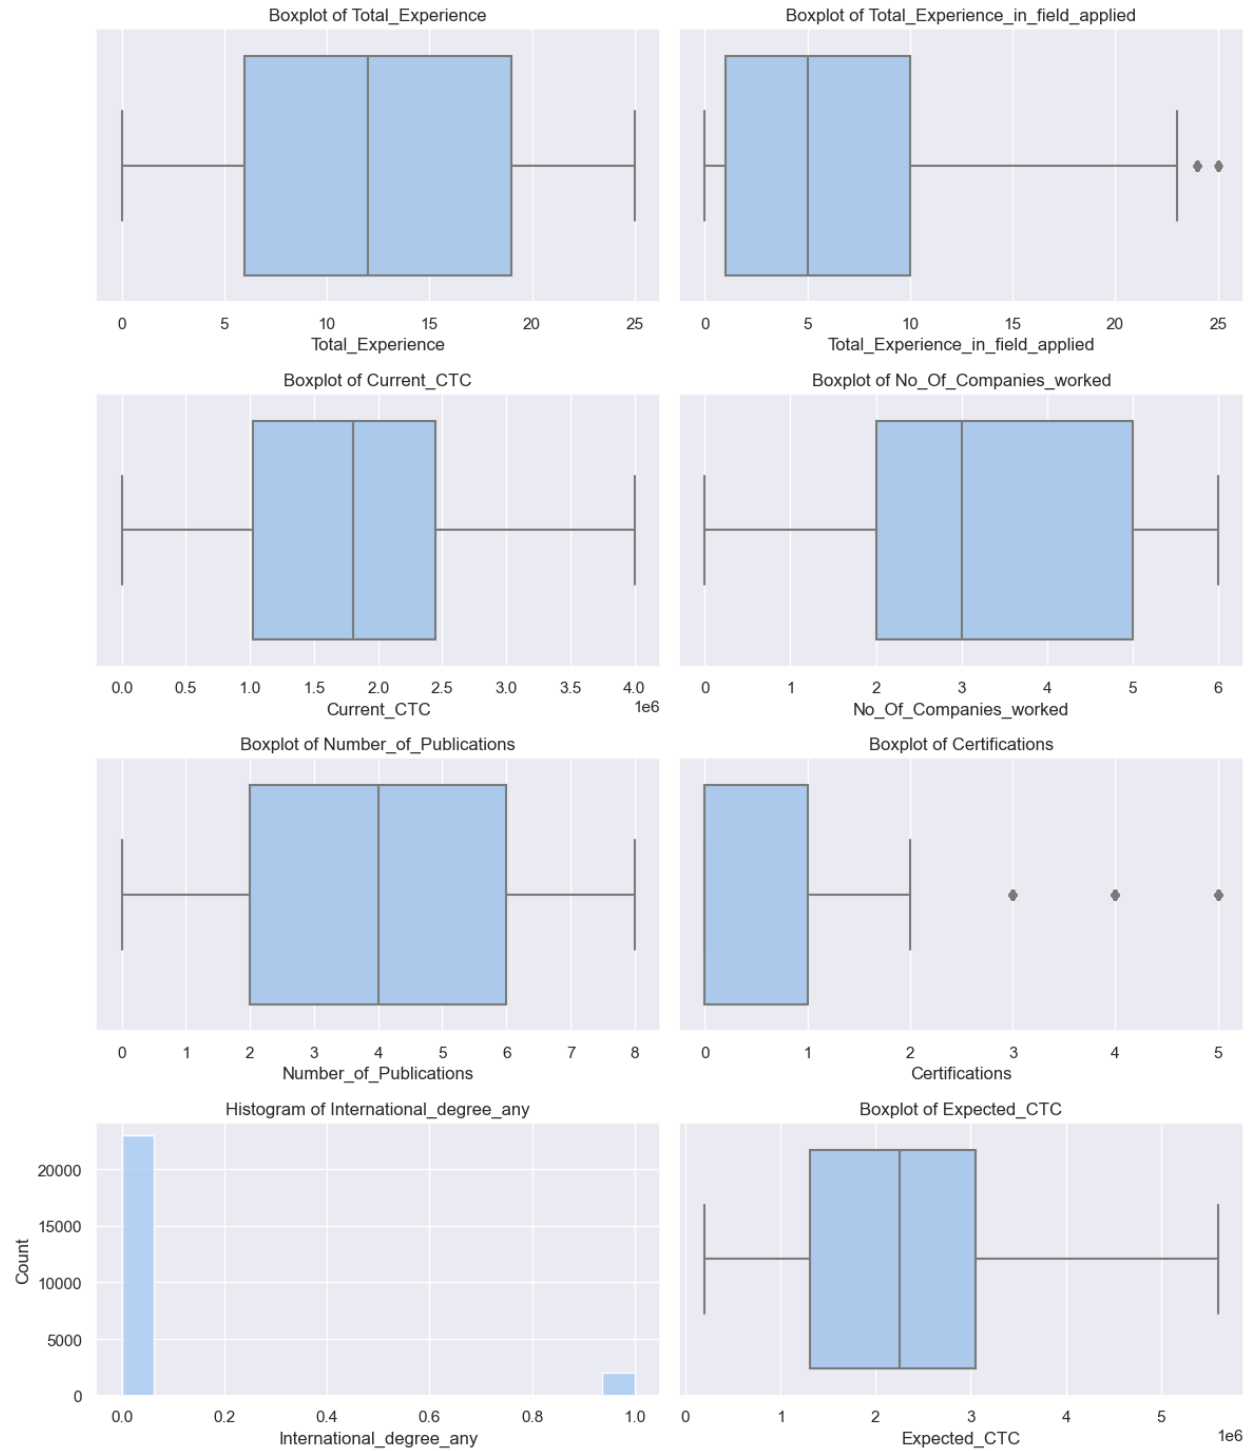 Boxplot of Total_Experience
0 5 10 15 20 25
Total_Experience
Boxplot of Total_Experience_in_field_applied
0 5 10 15 20 25
Total_Experience_in_field_applied
Boxplot of Current_CTC
0.0 0.5 1.0 1.5 2.0 2.5 3.0 3.5 4.0
1e6
Current_CTC
Boxplot of No_Of_Companies_worked
0 1 2 3 4 5 6
No_Of_Companies_worked
Boxplot of Number_of_Publications
0 1 2 3 4 5 6 7 8
Number_of_Publications
Boxplot of Certifications
0 1 2 3 4 5
Certifications
Histogram of International_degree_any
20000
15000
10000
5000
0
Count
0.0 0.2 0.4 0.6 0.8 1.0
International_degree_any
Boxplot of Expected_CTC
0 1 2 3 4 5
1e6
Expected_CTC